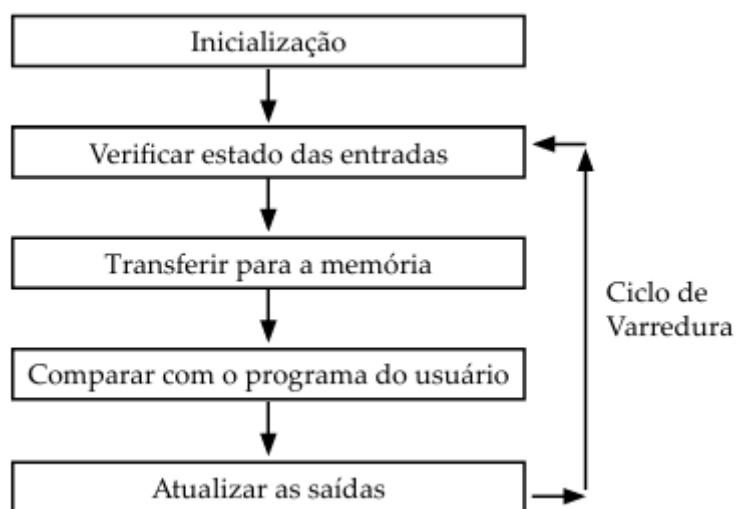 Inicialização
Verificar estado das entradas
Transferir para a memória
Ciclo de
Varredura
Comparar com o programa do usuário
Atualizar as saídas